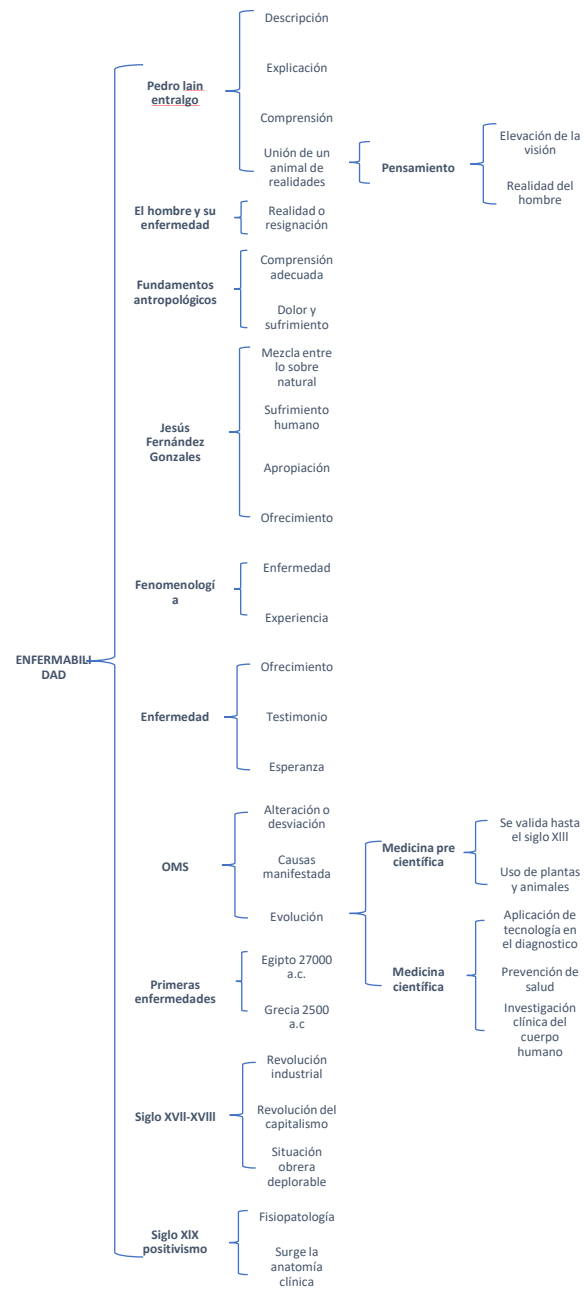 ENFERMABILI
DAD
Pedro lain
entralgo
Descripción
Explicación
Comprensión
Unión de un
animal de
realidades
Pensamiento
Elevación de la
visión
Realidad del
hombre
El hombre y su
enfermedad
Realidad o
resignación
Fundamentos
antropológicos
Comprensión
adecuada
Dolor y
sufrimiento
Jesús
Fernández
Gonzales
Mezcla entre
lo sobre
natural
Sufrimiento
humano
Apropiación
Ofrecimiento
Fenomenologí
a
Enfermedad
Experiencia
Enfermedad
Ofrecimiento
Testimonio
Esperanza
OMS
Alteración o
desviación
Causas
manifestada
Evolución
Medicina pre
científica
Se valida hasta
el siglo XlII
Uso de plantas
y animales
Medicina
científica
Aplicación de
tecnología en
el diagnostico
Prevención de
salud
Investigación
clínica del
cuerpo
humano
Primeras
enfermedades
Egipto 27000
a.c.
Grecia 2500
a.c
Siglo XVll-XVlll
Revolución
industrial
Revolución del
capitalismo
Situación
obrera
deplorable
Siglo XlX
positivismo
Fisiopatología
Surge la
anatomía
clínica